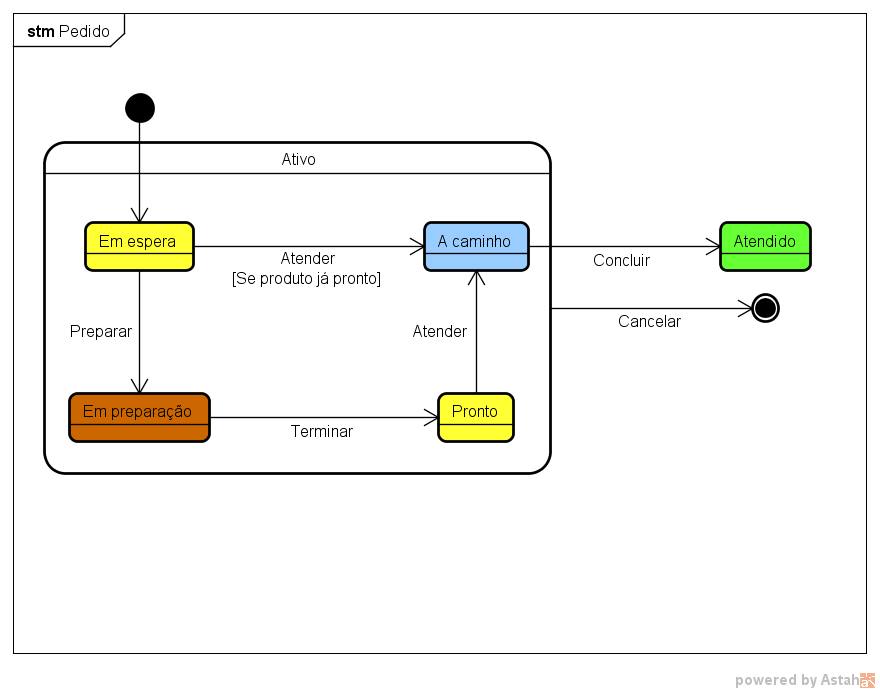 stm Pedido
Ativo
Em espera
A caminho
Atendido
Atender
[Se produto já pronto]
Concluir
Cancelar
Preparar
Atender
Em preparação
Pronto
Terminar
powered by Astah